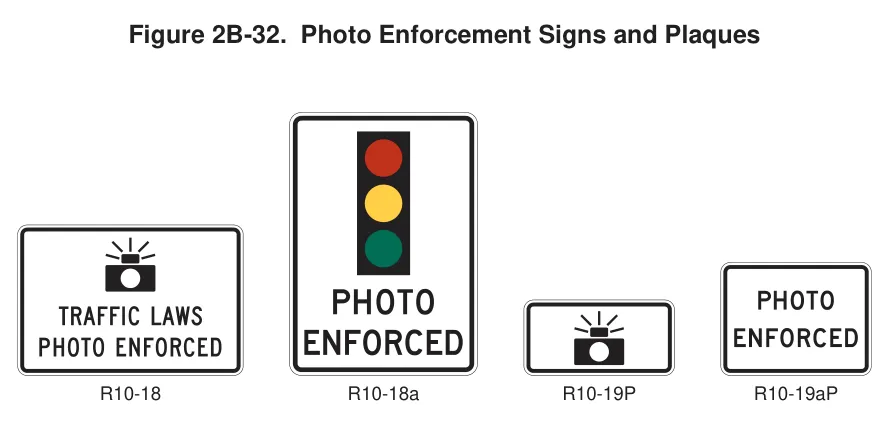 Figure 2B-32. Photo Enforcement Signs and Plaques
TRAFFIC LAWS
PHOTO ENFORCED
R10-18
PHOTO
ENFORCED
R10-18a
R10-19P
PHOTO
ENFORCED
R10-19aP